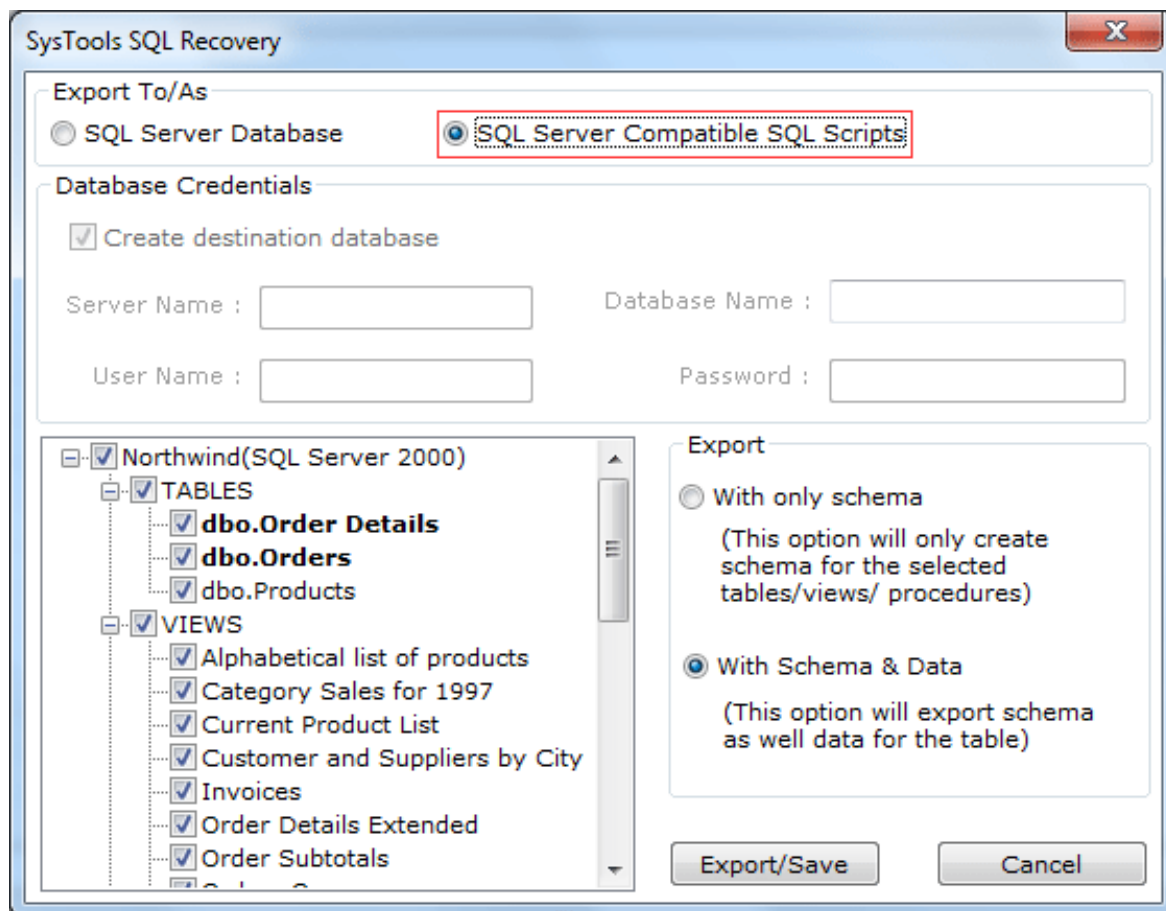 SysTools SQL Recovery
Export To/As
SQL Server Database
SQL Server Compatible SQL Scripts
Database Credentials
Create destination database
Server Name :
Database Name :
User Name :
Password :
Northwind(SQL Server 2000)
TABLES
dbo.Order Details
dbo.Orders
dbo.Products
VIEWS
Alphabetical list of products
Category Sales for 1997
Current Product List
Customer and Suppliers by City
Invoices
Order Details Extended
Order Subtotals
Export
With only schema
(This option will only create
schema for the selected
tables/views/ procedures)
With Schema & Data
(This option will export schema
as well data for the table)
Export/Save
Cancel